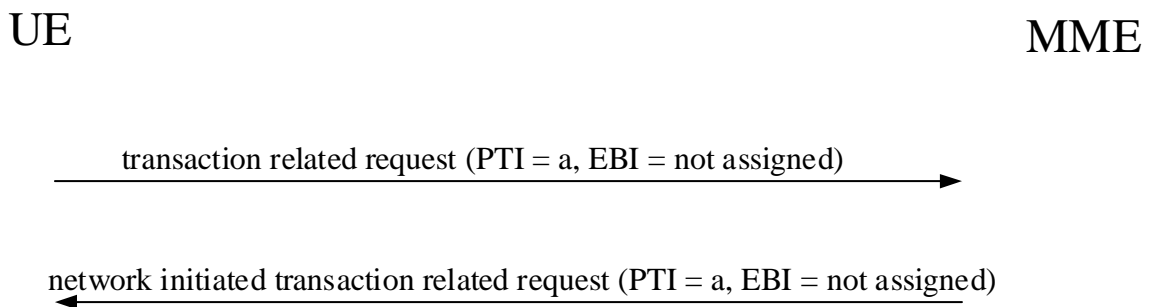 UE
MME
transaction related request (PTI = a, EBI = not assigned)
network initiated transaction related request (PTI = a, EBI = not assigned)